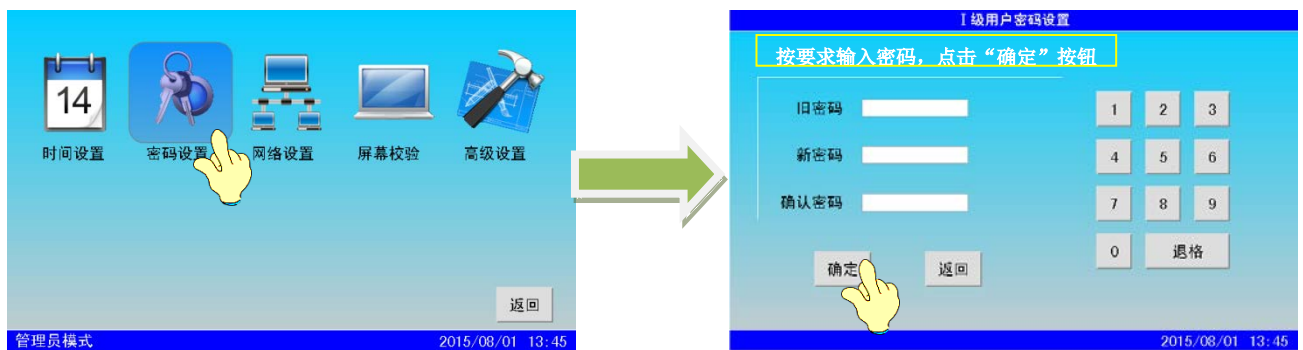 14
时间设置
密码设置
网络设置
屏幕校验
高级设置
返回
管理员模式
2015/08/01 13:45
Ⅰ级用户密码设置
按要求输入密码，点击“确定”按钮
旧密码
新密码
确认密码
1 2 3
4 5 6
7 8 9
0 退格
确定
返回
2015/08/01 13:45